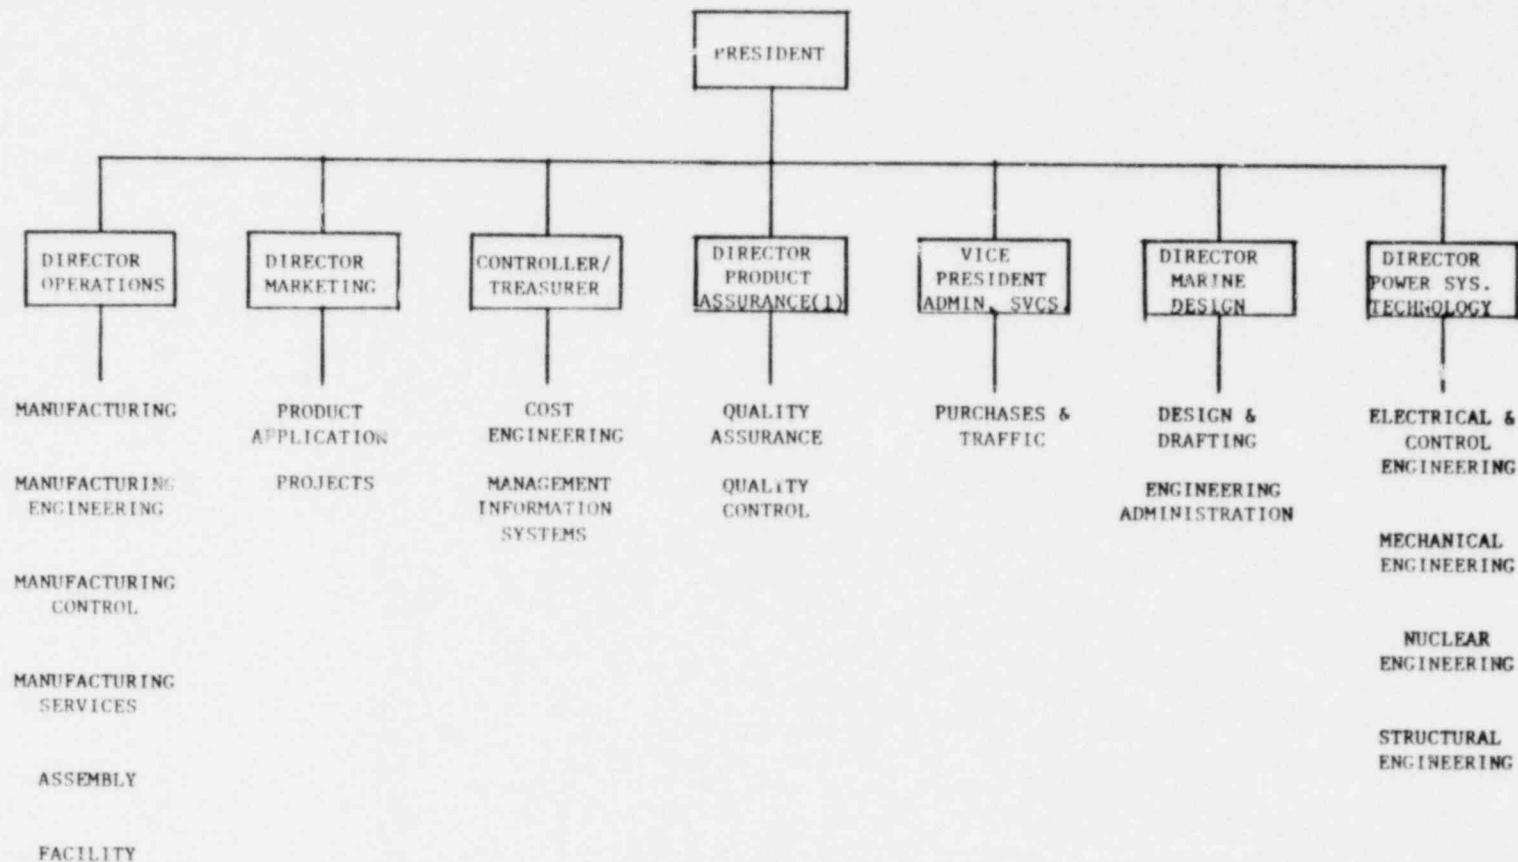 PRESIDENT
DIRECTOR
OPERATIONS
DIRECTOR
MARKETING
CONTROLLER/
TREASURER
DIRECTOR
PRODUCT
ASSURANCE(1)
VICE
PRESIDENT
ADMIN. SVCS.
DIRECTOR
MARINE
DESIGN
DIRECTOR
POWER SYS.
TECHNOLOGY
MANUFACTURING
MANUFACTURING
ENGINEERING
MANUFACTURING
CONTROL
MANUFACTURING
SERVICES
ASSEMBLY
FACILITY
PRODUCT
APPLICATION
PROJECTS
COST
ENGINEERING
MANAGEMENT
INFORMATION
SYSTEMS
QUALITY
ASSURANCE
QUALITY
CONTROL
PURCHASES &
TRAFFIC
DESIGN &
DRAFTING
ENGINEERING
ADMINISTRATION
ELECTRICAL &
CONTROL
ENGINEERING
MECHANICAL
ENGINEERING
NUCLEAR
ENGINEERING
STRUCTURAL
ENGINEERING